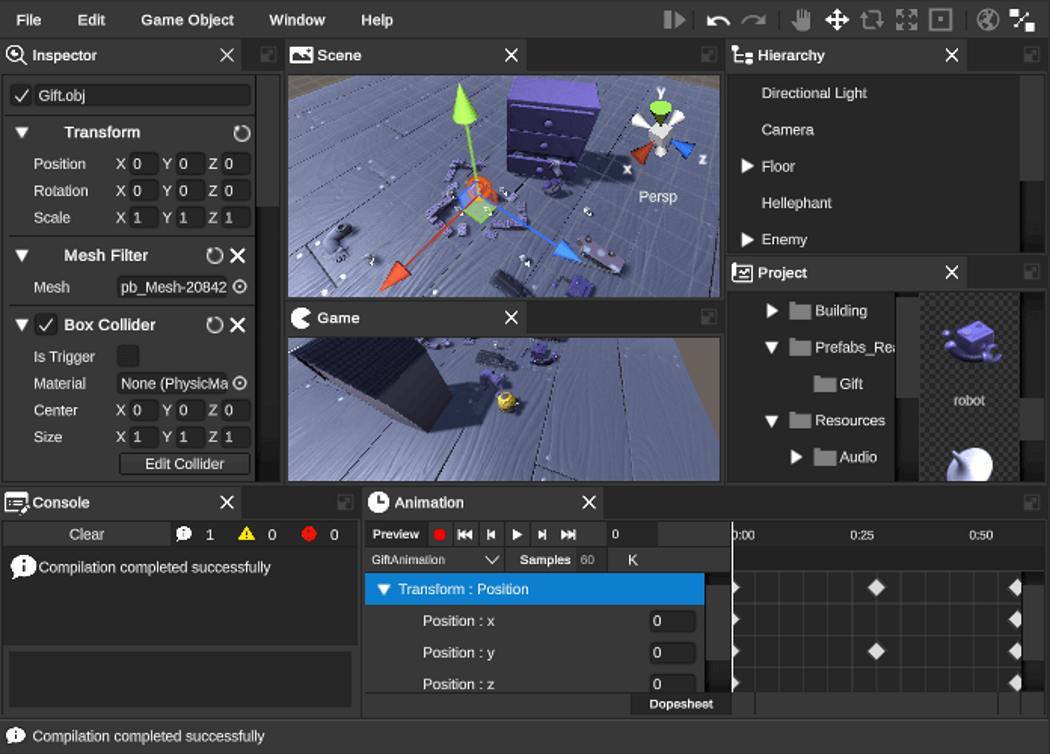 File Edit Game Object Window Help
Inspector
Gift.obj
Transform
Position X 0 Y 0 Z 0
Rotation X 0 Y 0 Z 0
Scale X 1 Y 1 Z 1
Mesh Filter
Mesh pb_Mesh-20842
Box Collider
Is Trigger
Material None (PhysicMa
Center X 0 Y 0 Z 0
Size X 1 Y 1 Z 1
Edit Collider
Scene
y
x
z
Persp
Game
Hierarchy
Directional Light
Camera
Floor
Hellephant
Enemy
Project
Building
Prefabs_Rea
Gift
Resources
Audio
robot
Console
Clear 1 0 0
Compilation completed successfully
Animation
Preview 0
GiftAnimation Samples 60 K
0:00 0:25 0:50
Transform : Position
Position : x 0
Position : y 0
Position : z 0
Dopesheet
Compilation completed successfully